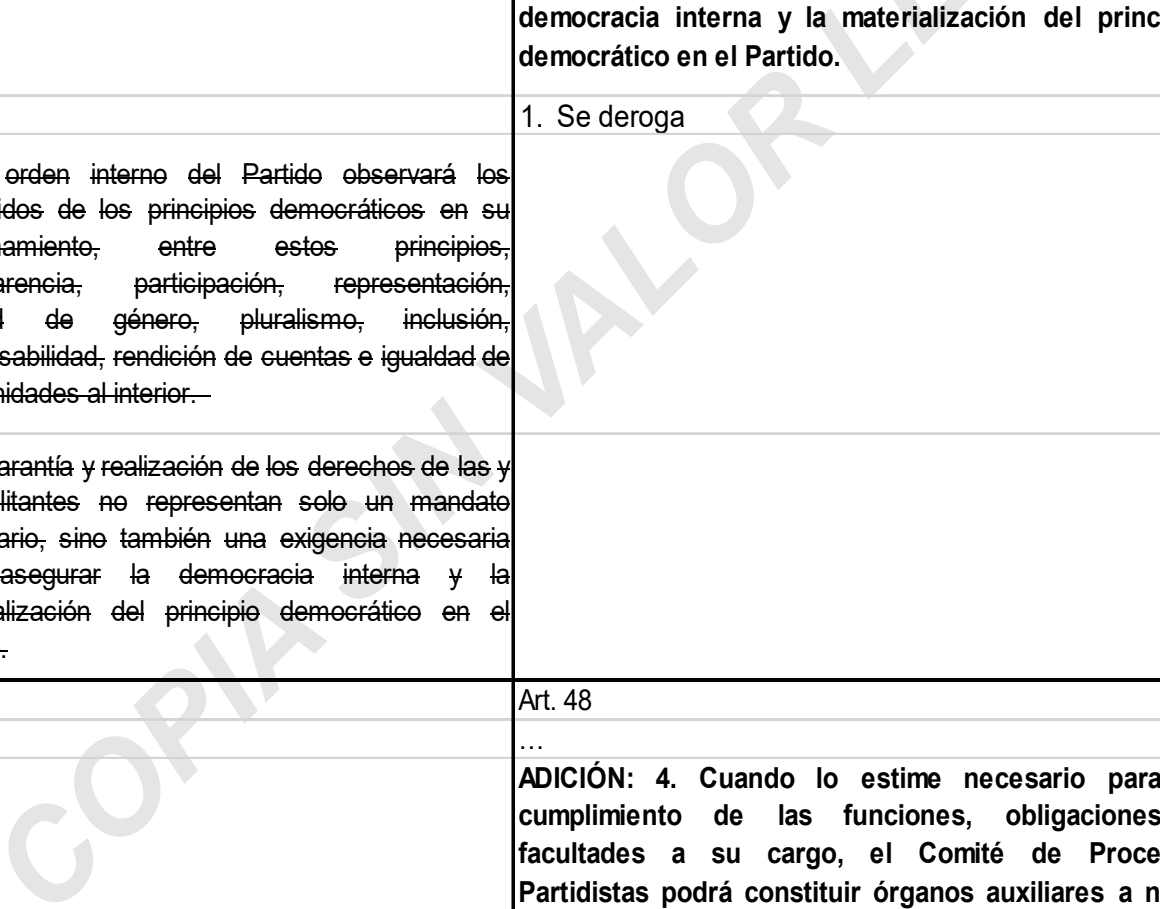 democracia interna y la materialización del princ
democrático en el Partido.
1. Se deroga
orden interno del Partido observará los
idos de los principios democráticos en su
amiento, entre estos principios,
arencia, participación, representación,
de género, pluralismo, inclusión,
sabilidad, rendición de cuentas e igualdad de
nidades al interior.
arantía y realización de los derechos de las y
litantes no representan solo un mandato
ario, sino también una exigencia necesaria
asegurar la democracia interna y la
alización del principio democrático en el
.
Art. 48
…
ADICIÓN: 4. Cuando lo estime necesario para
cumplimiento de las funciones, obligaciones
facultades a su cargo, el Comité de Proce
Partidistas podrá constituir órganos auxiliares a n
COPIA SIN VALOR LE